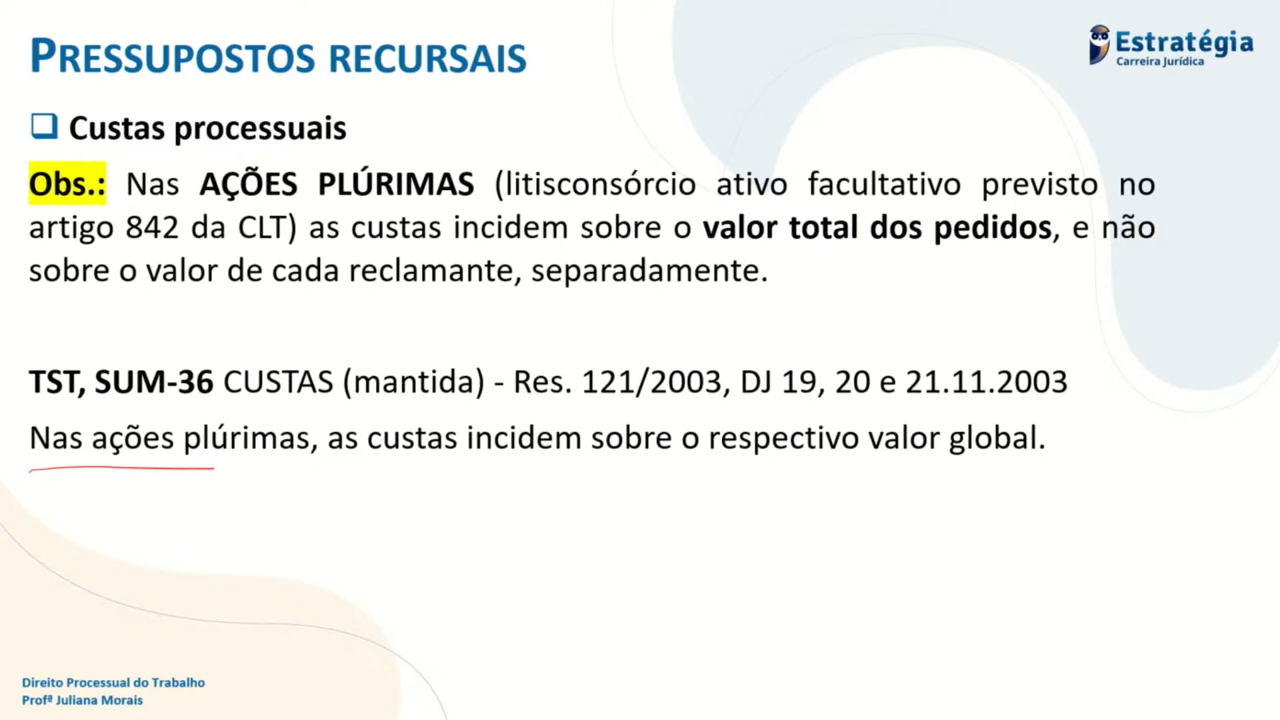 PRESSUPOSTOS RECURSAIS
Estratégia
Carreira Jurídica
Custas processuais
Obs.: Nas AÇÕES PLÚRIMAS (litisconsórcio ativo facultativo previsto no
artigo 842 da CLT) as custas incidem sobre o valor total dos pedidos, e não
sobre o valor de cada reclamante, separadamente.
TST, SUM-36 CUSTAS (mantida) - Res. 121/2003, DJ 19, 20 e 21.11.2003
Nas ações plúrimas, as custas incidem sobre o respectivo valor global.
Direito Processual do Trabalho
Profª Juliana Morais